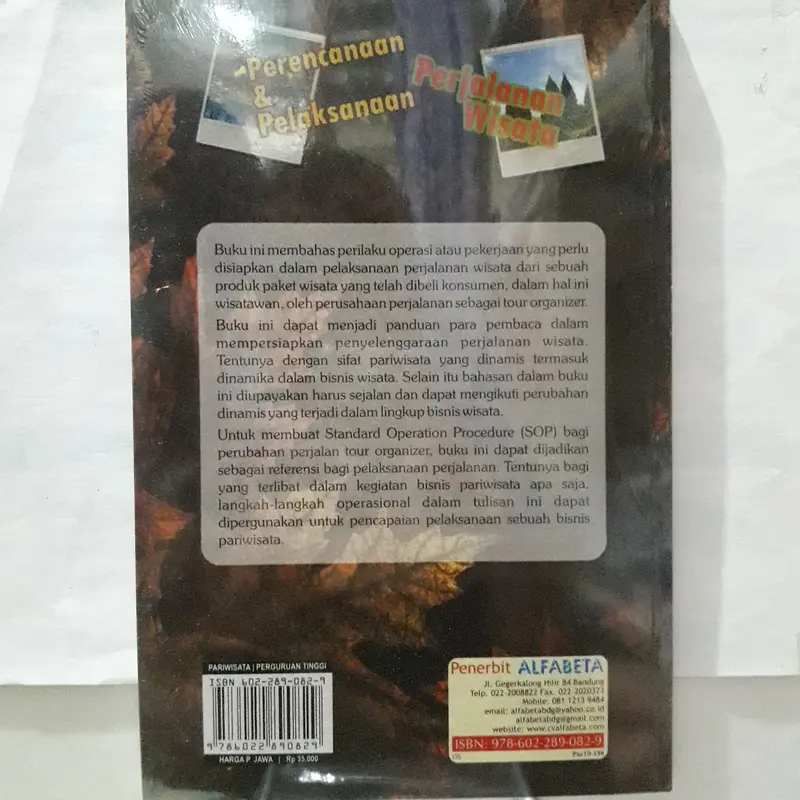 Perencanaan
&
Pelaksanaan
Perjalanan
Wisata
Buku ini membahas perilaku operasi atau pekerjaan yang perlu
disiapkan dalam pelaksanaan perjalanan wisata dari sebuah
produk paket wisata yang telah dibeli konsumen, dalam hal ini
wisatawan, oleh perusahaan perjalanan sebagai tour organizer.
Buku ini dapat menjadi panduan para pembaca dalam
mempersiapkan penyelenggaraan perjalanan wisata.
Tentunya dengan sifat pariwisata yang dinamis termasuk
dinamika dalam bisnis wisata. Selain itu bahasan dalam buku
ini diupayakan harus sejalan dan dapat mengikuti perubahan
dinamis yang terjadi dalam lingkup bisnis wisata.
Untuk membuat Standard Operation Procedure (SOP) bagi
perubahan perjalan tour organizer, buku ini dapat dijadikan
sebagai referensi bagi pelaksanaan perjalanan. Tentunya bagi
yang terlibat dalam kegiatan bisnis pariwisata apa saja,
langkah-langkah operasional dalam tulisan ini dapat
dipergunakan untuk pencapaian pelaksanaan sebuah bisnis
pariwisata.
PARIWISATA | PERGURUAN TINGGI
ISBN 602-289-082-9
9 786022 890829
HARGA P. JAWA | Rp 35.000
Penerbit ALFABETA
JL. Gegerkalong Hilir 84 Bandung
Telp. 022-2008822 Fax. 022-2020373
Mobile: 081 1213 9484
email: alfabetabdg@yahoo.co.id
alfabetabdg@gmail.com
website: www.cvalfabeta.com
ISBN: 978-602-289-082-9
Par19-156